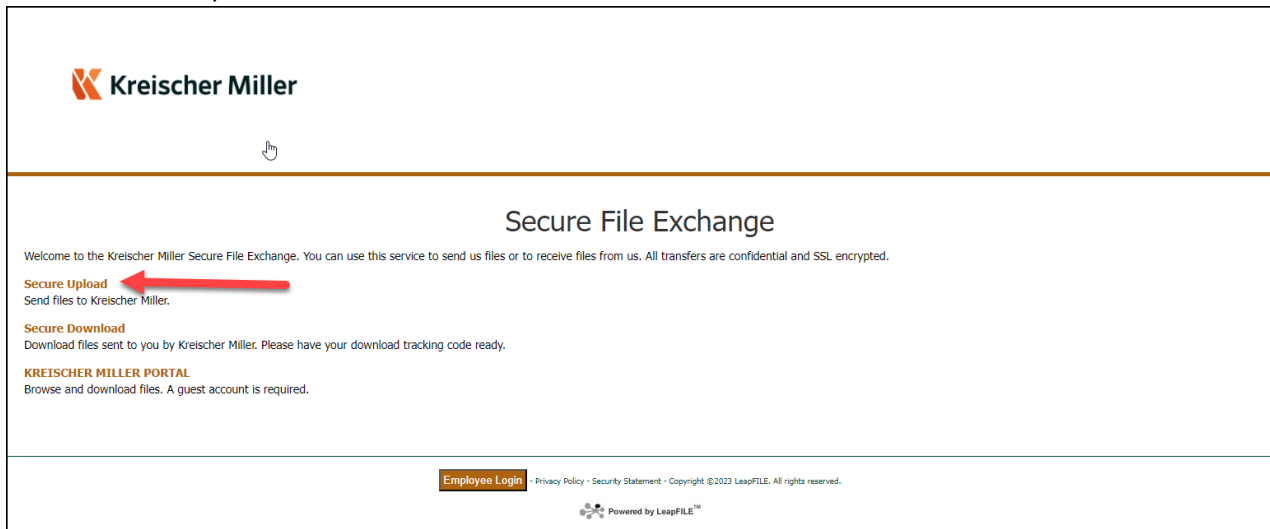 Kreischer Miller
Secure File Exchange
Welcome to the Kreischer Miller Secure File Exchange. You can use this service to send us files or to receive files from us. All transfers are confidential and SSL encrypted.
Secure Upload
Send files to Kreischer Miller.
Secure Download
Download files sent to you by Kreischer Miller. Please have your download tracking code ready.
KREISCHER MILLER PORTAL
Browse and download files. A guest account is required.
Employee Login - Privacy Policy - Security Statement - Copyright ©2023 LeapFILE. All rights reserved.
Powered by LeapFILE™